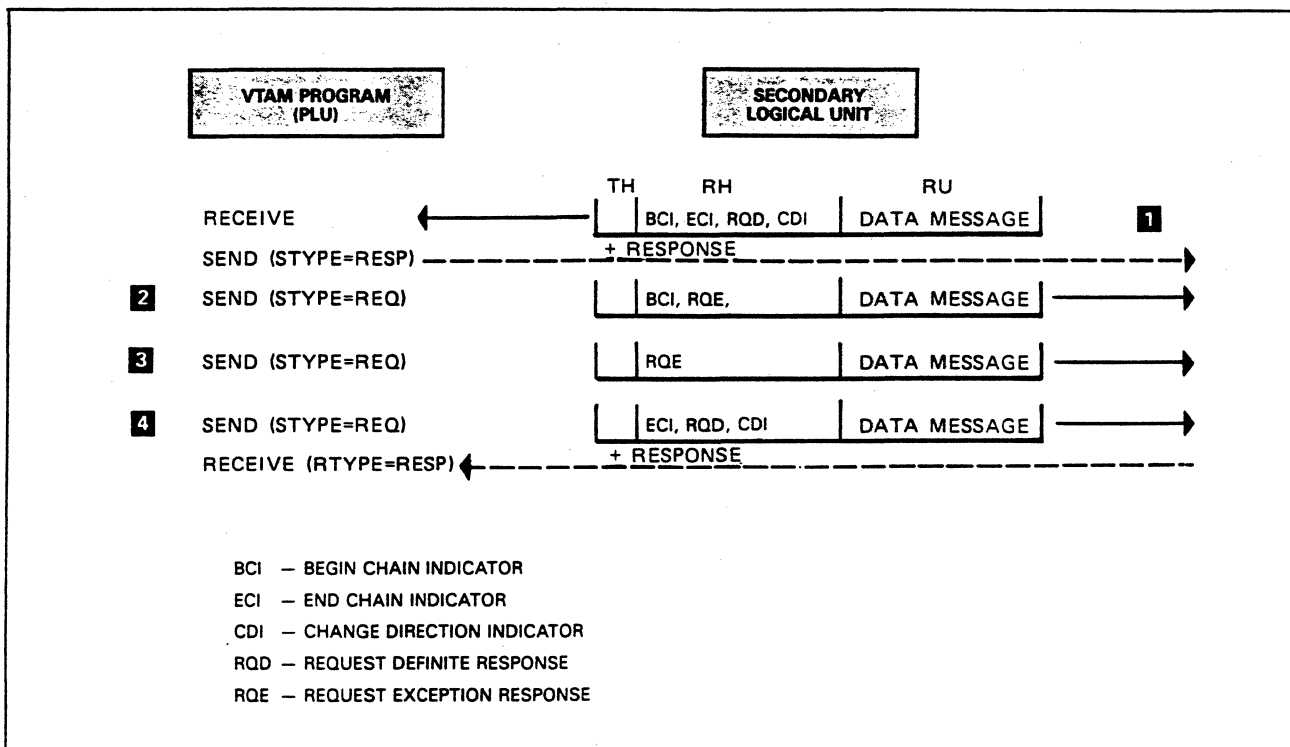 VTAM PROGRAM
(PLU)
SECONDARY
LOGICAL UNIT
TH RH RU
RECEIVE BCI, ECI, RQD, CDI DATA MESSAGE 1
SEND (STYPE=RESP) + RESPONSE
2 SEND (STYPE=REQ) BCI, RQE, DATA MESSAGE
3 SEND (STYPE=REQ) RQE DATA MESSAGE
4 SEND (STYPE=REQ) ECI, RQD, CDI DATA MESSAGE
RECEIVE (RTYPE=RESP) + RESPONSE
BCI — BEGIN CHAIN INDICATOR
ECI — END CHAIN INDICATOR
CDI — CHANGE DIRECTION INDICATOR
RQD — REQUEST DEFINITE RESPONSE
RQE — REQUEST EXCEPTION RESPONSE